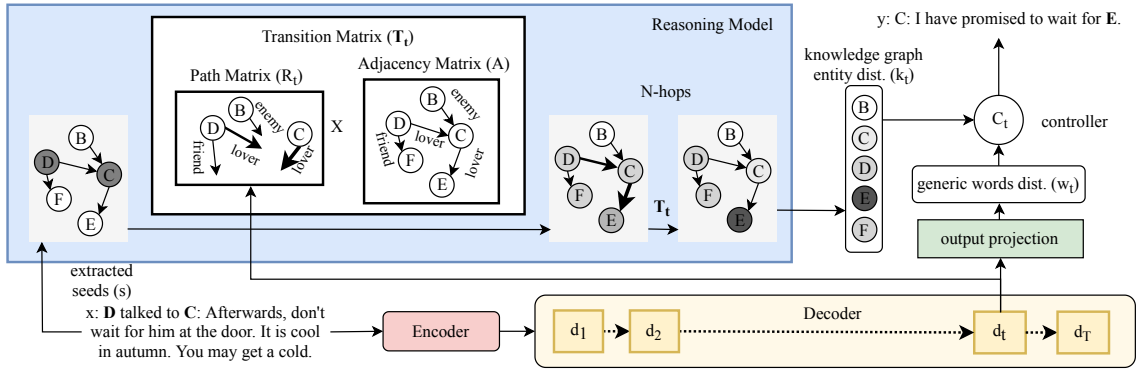 Reasoning Model
y: C: I have promised to wait for E.
Transition Matrix (Tt)
Path Matrix (Rt)
Adjacency Matrix (A)
B
enemy
D
C
friend
lover
lover
X
B
enemy
D
C
friend
lover
F
lover
E
N-hops
knowledge graph
entity dist. (kt)
B
C
D
E
F
Ct
controller
B
D
C
F
E
B
D
C
F
E
Tt
B
D
C
F
E
generic words dist. (wt)
output projection
extracted
seeds (s)
x: D talked to C: Afterwards, don't
wait for him at the door. It is cool
in autumn. You may get a cold.
Encoder
Decoder
d1
d2
dt
dT